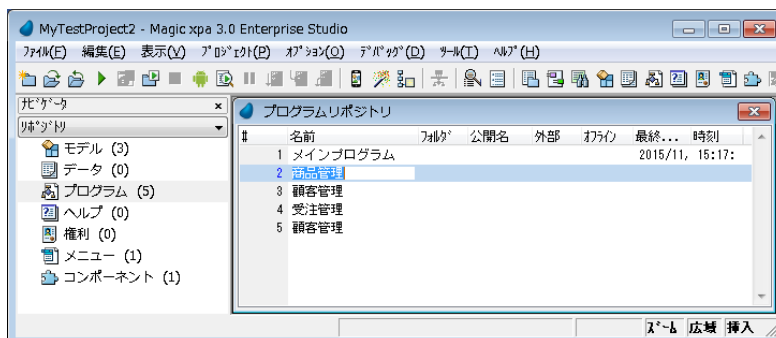 MyTestProject2 - Magic xpa 3.0 Enterprise Studio
ファイル(F) 編集(E) 表示(V) プロジェクト(P) オプション(O) デバッグ(D) ツール(T) ヘルプ(H)
ナビゲータ
リポジトリ
モデル (3)
データ (0)
プログラム (5)
ヘルプ (0)
権利 (0)
メニュー (1)
コンポーネント (1)
プログラムリポジトリ
# 名前 フォルダ 公開名 外部 オフライン 最終... 時刻
1 メインプログラム 2015/11, 15:17:
2 商品管理
3 顧客管理
4 受注管理
5 顧客管理
ズーム 広域 挿入